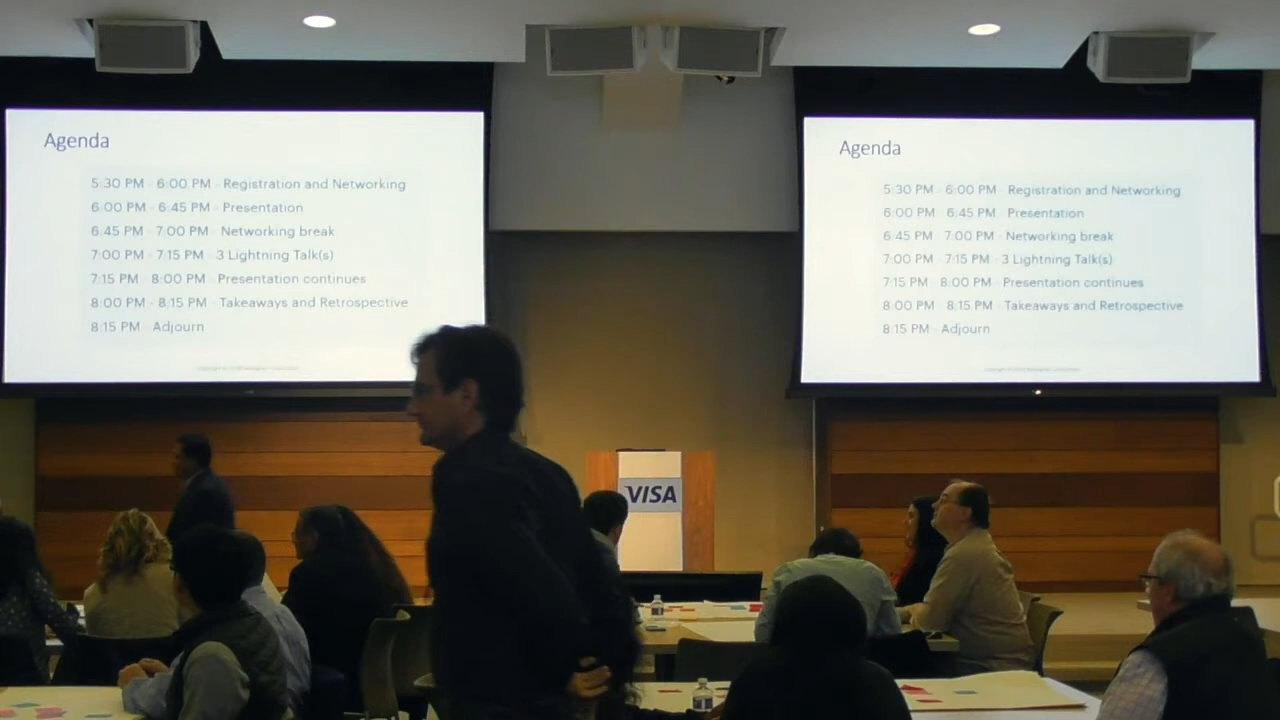 Agenda
5:30 PM - 6:00 PM - Registration and Networking
6:00 PM - 6:45 PM - Presentation
6:45 PM - 7:00 PM - Networking break
7:00 PM - 7:15 PM - 3 Lightning Talk(s)
7:15 PM - 8:00 PM - Presentation continues
8:00 PM - 8:15 PM - Takeaways and Retrospective
8:15 PM - Adjourn
Agenda
5:30 PM - 6:00 PM - Registration and Networking
6:00 PM - 6:45 PM - Presentation
6:45 PM - 7:00 PM - Networking break
7:00 PM - 7:15 PM - 3 Lightning Talk(s)
7:15 PM - 8:00 PM - Presentation continues
8:00 PM - 8:15 PM - Takeaways and Retrospective
8:15 PM - Adjourn
VISA